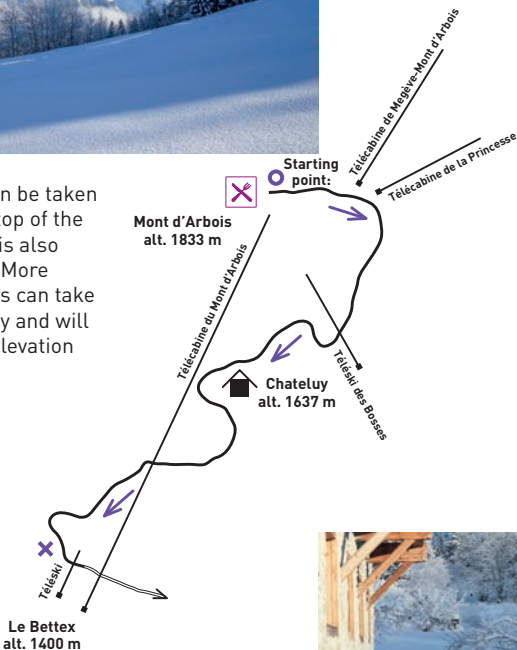 n be taken
top of the
is also
More
s can take
y and will
levation
Starting
point:
Télécabine de Megève-Mont d'Arbois
Télécabine de la Princesse
Mont d'Arbois
alt. 1833 m
Télécabine du Mont d'Arbois
Téléski des Bosses
Chateluy
alt. 1637 m
Téléski
Le Bettex
alt. 1400 m